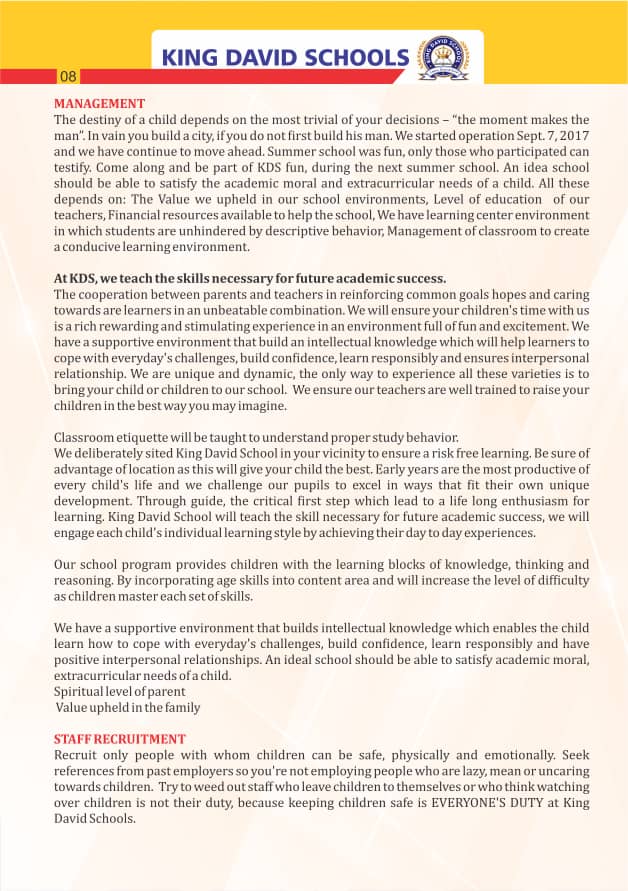 KING DAVID SCHOOLS
KING DAVID SCHOOL
08
MANAGEMENT
The destiny of a child depends on the most trivial of your decisions – “the moment makes the
man”. In vain you build a city, if you do not first build his man. We started operation Sept. 7, 2017
and we have continue to move ahead. Summer school was fun, only those who participated can
testify. Come along and be part of KDS fun, during the next summer school. An idea school
should be able to satisfy the academic moral and extracurricular needs of a child. All these
depends on: The Value we upheld in our school environments, Level of education of our
teachers, Financial resources available to help the school, We have learning center environment
in which students are unhindered by descriptive behavior, Management of classroom to create
a conducive learning environment.
At KDS, we teach the skills necessary for future academic success.
The cooperation between parents and teachers in reinforcing common goals hopes and caring
towards are learners in an unbeatable combination. We will ensure your children's time with us
is a rich rewarding and stimulating experience in an environment full of fun and excitement. We
have a supportive environment that build an intellectual knowledge which will help learners to
cope with everyday's challenges, build confidence, learn responsibly and ensures interpersonal
relationship. We are unique and dynamic, the only way to experience all these varieties is to
bring your child or children to our school. We ensure our teachers are well trained to raise your
children in the best way you may imagine.
Classroom etiquette will be taught to understand proper study behavior.
We deliberately sited King David School in your vicinity to ensure a risk free learning. Be sure of
advantage of location as this will give your child the best. Early years are the most productive of
every child's life and we challenge our pupils to excel in ways that fit their own unique
development. Through guide, the critical first step which lead to a life long enthusiasm for
learning. King David School will teach the skill necessary for future academic success, we will
engage each child's individual learning style by achieving their day to day experiences.
Our school program provides children with the learning blocks of knowledge, thinking and
reasoning. By incorporating age skills into content area and will increase the level of difficulty
as children master each set of skills.
We have a supportive environment that builds intellectual knowledge which enables the child
learn how to cope with everyday's challenges, build confidence, learn responsibly and have
positive interpersonal relationships. An ideal school should be able to satisfy academic moral,
extracurricular needs of a child.
Spiritual level of parent
Value upheld in the family
STAFF RECRUITMENT
Recruit only people with whom children can be safe, physically and emotionally. Seek
references from past employers so you're not employing people who are lazy, mean or uncaring
towards children. Try to weed out staff who leave children to themselves or who think watching
over children is not their duty, because keeping children safe is EVERYONE'S DUTY at King
David Schools.